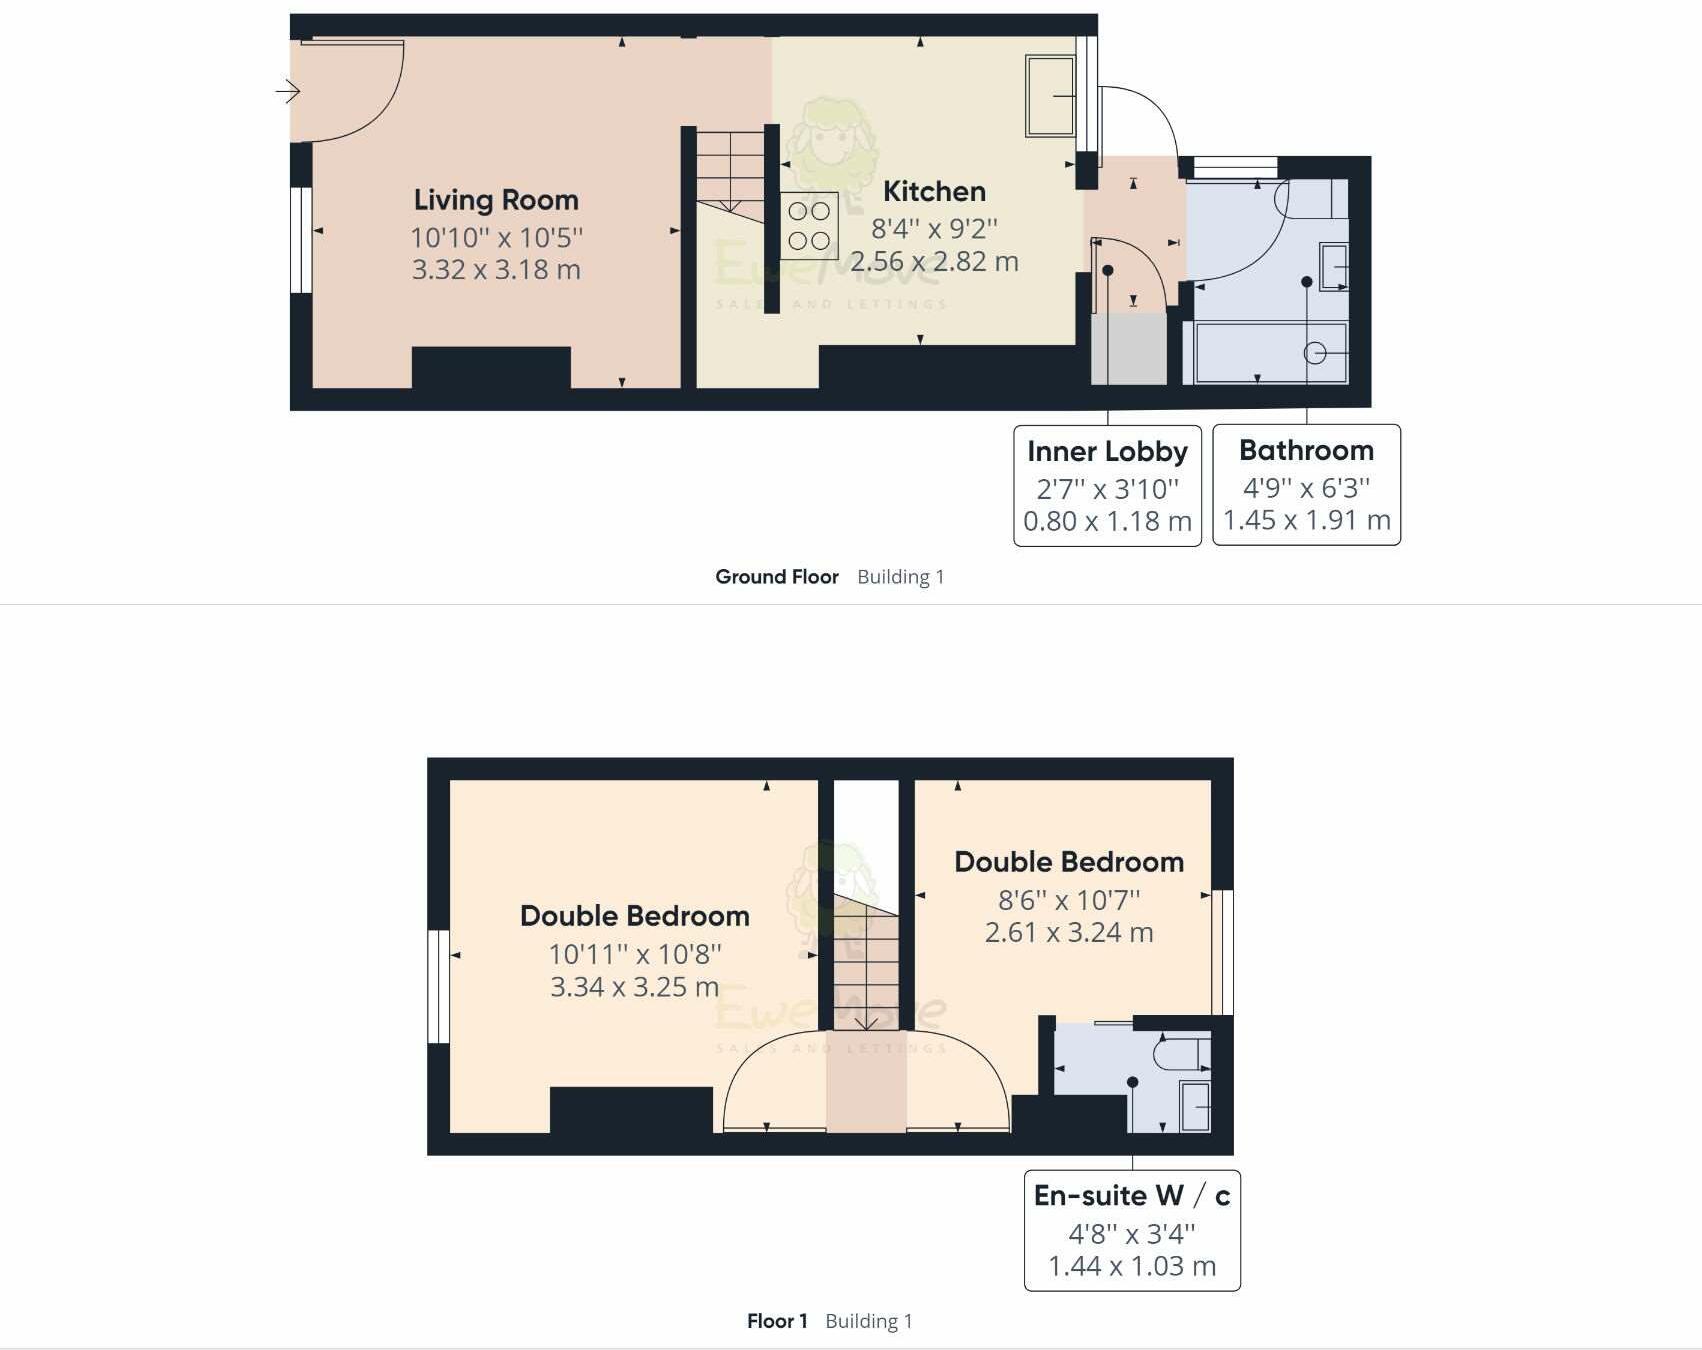 Living Room
10'10'' x 10'5''
3.32 x 3.18 m
Kitchen
8'4'' x 9'2''
2.56 x 2.82 m
EweMove
SALES AND LETTINGS
Inner Lobby
2'7'' x 3'10''
0.80 x 1.18 m
Bathroom
4'9'' x 6'3''
1.45 x 1.91 m
Ground Floor Building 1
Double Bedroom
10'11'' x 10'8''
3.34 x 3.25 m
Double Bedroom
8'6'' x 10'7''
2.61 x 3.24 m
EweMove
SALES AND LETTINGS
En-suite W / c
4'8'' x 3'4''
1.44 x 1.03 m
Floor 1 Building 1